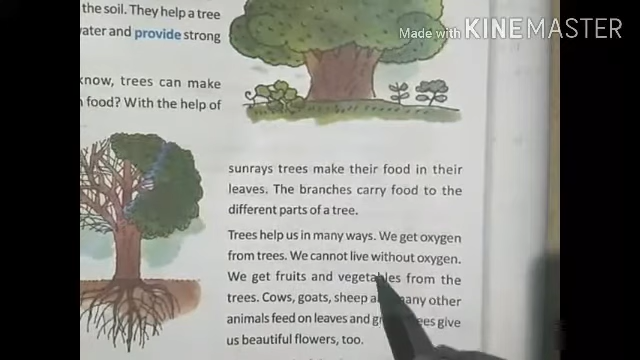 the soil. They help a tree
ater and provide strong
know, trees can make
food? With the help of
sunrays trees make their food in their
leaves. The branches carry food to the
different parts of a tree.
Trees help us in many ways. We get oxygen
from trees. We cannot live without oxygen.
We get fruits and vegetables from the
trees. Cows, goats, sheep many other
animals feed on leaves and give
us beautiful flowers, too.
Made with KINEMASTER